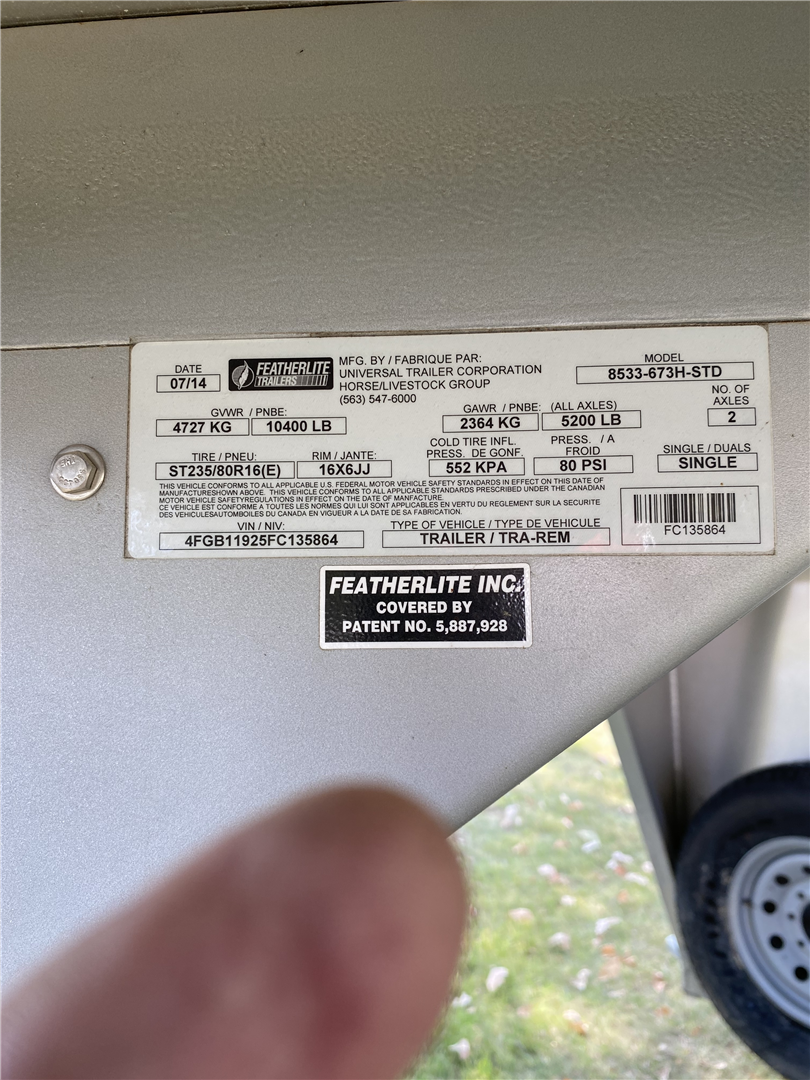 DATE
07/14
FEATHERLITE
TRAILERS
MFG. BY / FABRIQUE PAR:
UNIVERSAL TRAILER CORPORATION
HORSE/LIVESTOCK GROUP
(563) 547-6000
MODEL
8533-673H-STD
NO. OF
AXLES
2
GVWR / PNBE:
4727 KG 10400 LB
GAWR / PNBE: (ALL AXLES)
2364 KG 5200 LB
TIRE / PNEU:
ST235/80R16(E)
RIM / JANTE:
16X6JJ
COLD TIRE INFL. PRESS. / A
PRESS. DE GONF. FROID
552 KPA 80 PSI
SINGLE / DUALS
SINGLE
THIS VEHICLE CONFORMS TO ALL APPLICABLE U.S. FEDERAL MOTOR VEHICLE SAFETY STANDARDS IN EFFECT ON THIS DATE OF
MANUFACTURESHOWN ABOVE. THIS VEHICLE CONFORMS TO ALL APPLICABLE STANDARDS PRESCRIBED UNDER THE CANADIAN
MOTOR VEHICLE SAFETYREGULATIONS IN EFFECT ON THE DATE OF MANFACTURE.
CE VEHICULE EST CONFORME A TOUTES LES NORMES QUI LUI SONT APPLICABLES EN VERTU DU REGLEMENT SUR LA SECURITE
DES VEHICULESAUTOMBOILES DU CANADA EN VIGUEUR A LA DATE DE SA FABRICATION.
VIN / NIV:
4FGB11925FC135864
TYPE OF VEHICLE / TYPE DE VEHICULE
TRAILER / TRA-REM
FC135864
FEATHERLITE INC.
COVERED BY
PATENT NO. 5,887,928